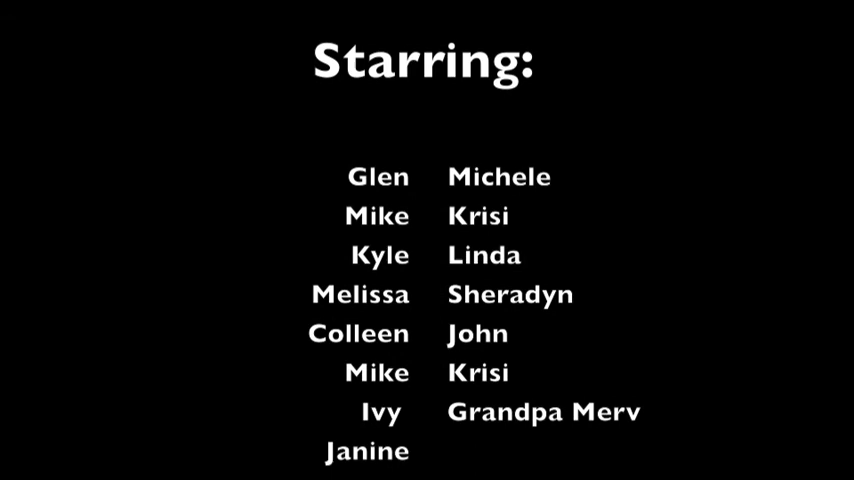 Starring:
Glen Michele
Mike Krisi
Kyle Linda
Melissa Sheradyn
Colleen John
Mike Krisi
Ivy Grandpa Merv
Janine